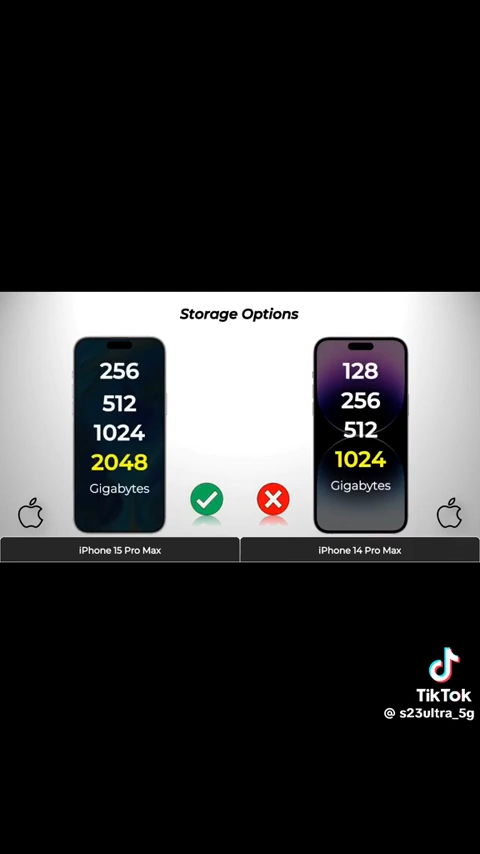 Storage Options
256
512
1024
2048
Gigabytes
128
256
512
1024
Gigabytes
iPhone 15 Pro Max
iPhone 14 Pro Max
TikTok
@ s23ultra_5g